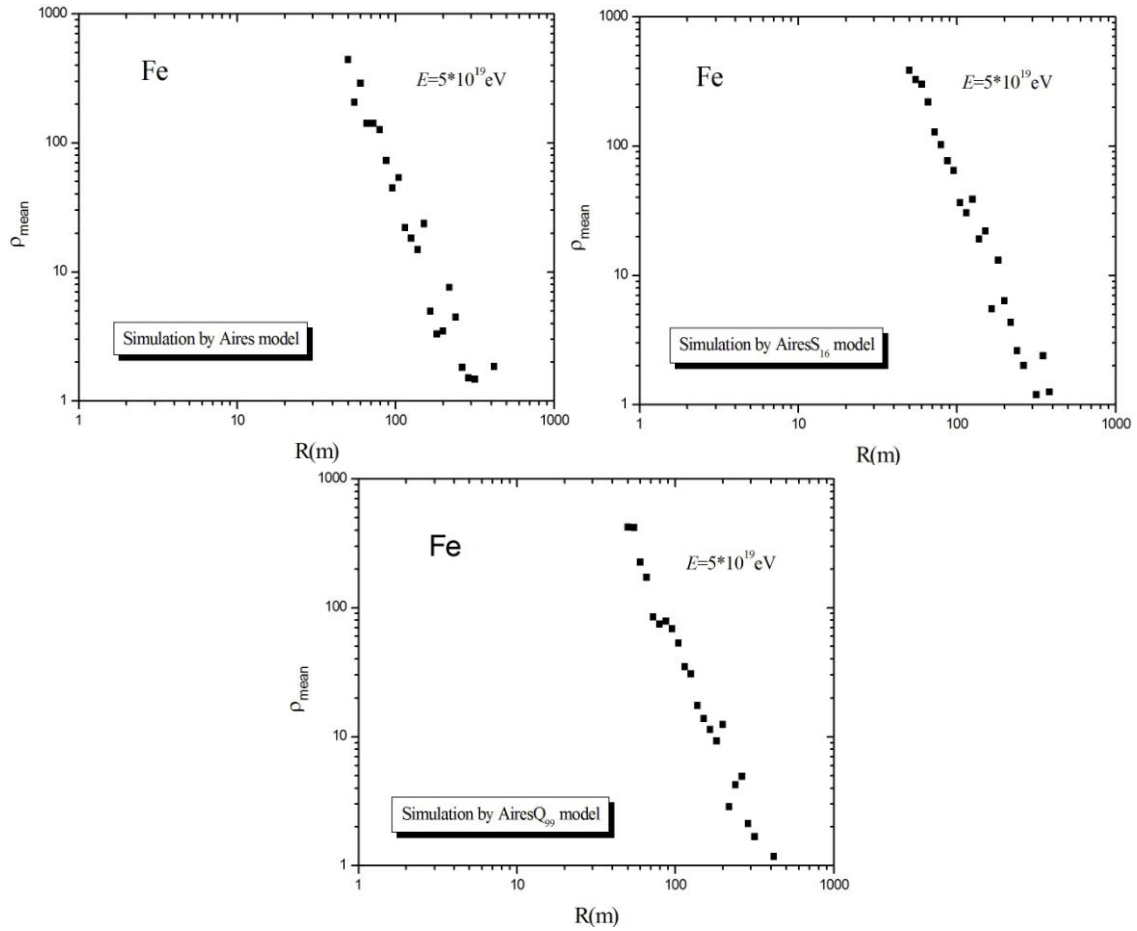 1000
100
10
1
ρmean
Fe
E=5*10^19eV
Simulation by Aires model
1 10 100 1000
R(m)
1000
100
10
1
ρmean
Fe
E=5*10^19eV
Simulation by AiresS16 model
1 10 100 1000
R(m)
1000
100
10
1
ρmean
Fe
E=5*10^19eV
Simulation by AiresQ99 model
1 10 100 1000
R(m)